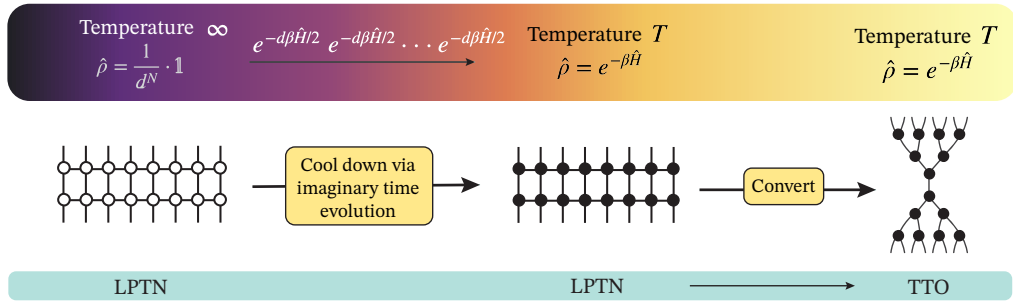 Temperature ∞
ρ̂ = 1/d^N · 𝟙
e^{-dβĤ/2} e^{-dβĤ/2} · · · e^{-dβĤ/2}
Temperature T
ρ̂ = e^{-βĤ}
Temperature T
ρ̂ = e^{-βĤ}
Cool down via
imaginary time
evolution
Convert
LPTN
LPTN
TTO